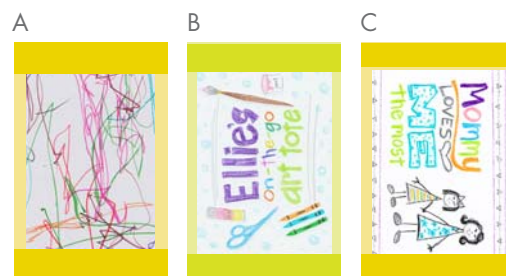 A
B
C
Ellie's
on-the-go
art tote
Mommy
LOVES
ME
the most